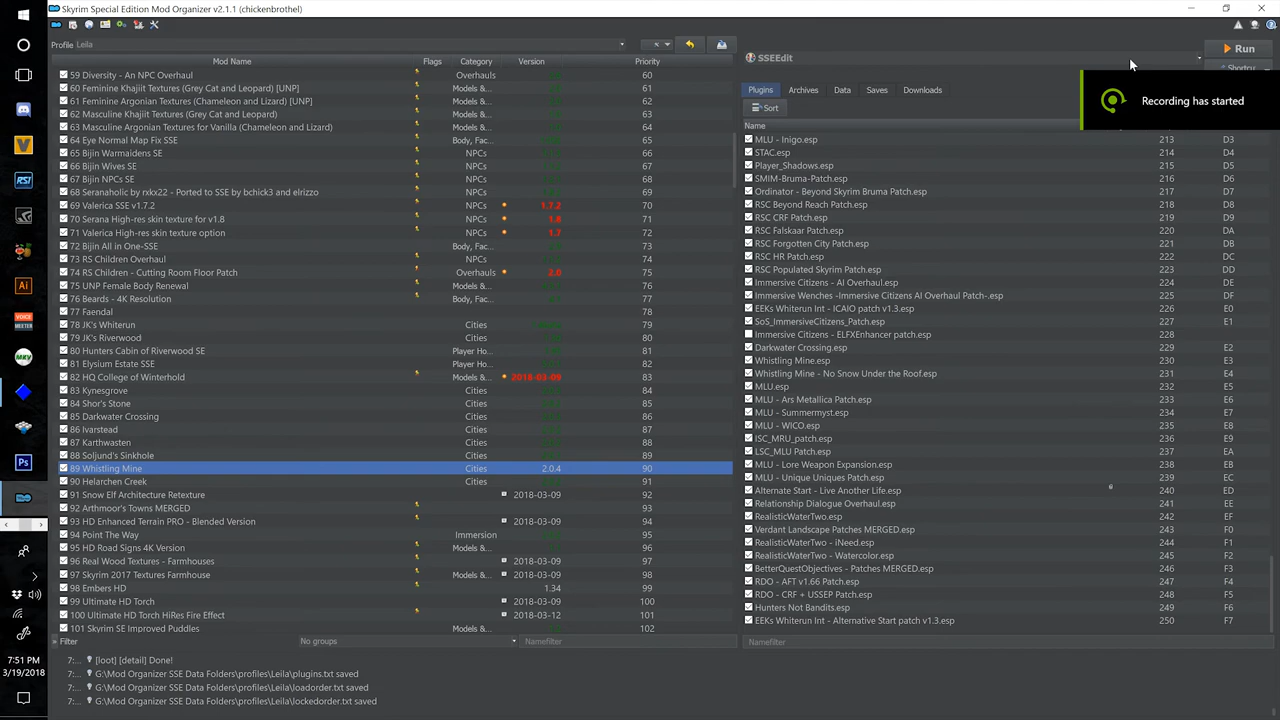 Skyrim Special Edition Mod Organizer v2.1.1 (chickenbrothel)
Profile Leila
Mod Name Flags Category Version Priority
59 Diversity - An NPC Overhaul Overhauls 60
60 Feminine Khajiit Textures (Grey Cat and Leopard) [UNP] Models &... 61
61 Feminine Argonian Textures (Chameleon and Lizard) [UNP] Models &... 62
62 Masculine Khajiit Textures (Grey Cat and Leopard) Models &... 63
63 Masculine Argonian Textures for Vanilla (Chameleon and Lizard) Models &... 64
64 Eye Normal Map Fix SSE Body, Fac... 65
65 Bijin Warmaidens SE NPCs 66
66 Bijin Wives SE NPCs 67
67 Bijin NPCs SE NPCs 68
68 Seranaholic by rxkx22 - Ported to SSE by bchick3 and elrizzo NPCs 69
69 Valerica SSE v1.7.2 NPCs 1.7.2 70
70 Serana High-res skin texture for v1.8 NPCs 1.8 71
71 Valerica High-res skin texture option NPCs 1.7 72
72 Bijin All in One-SSE Body, Fac... 73
73 RS Children Overhaul NPCs 74
74 RS Children - Cutting Room Floor Patch Overhauls 2.0 75
75 UNP Female Body Renewal Models &... 76
76 Beards - 4K Resolution Body, Fac... 77
77 Faendal 78
78 JK's Whiterun Cities 79
79 JK's Riverwood Cities 80
80 Hunters Cabin of Riverwood SE Player Ho... 81
81 Elysium Estate SSE Player Ho... 82
82 HQ College of Winterhold Models &... 2018-03-09 83
83 Kynesgrove Cities 84
84 Shor's Stone Cities 85
85 Darkwater Crossing Cities 86
86 Ivarstead Cities 87
87 Karthwasten Cities 88
88 Soljund's Sinkhole Cities 89
89 Whistling Mine Cities 2.0.4 90
90 Helarchen Creek Cities 91
91 Snow Elf Architecture Retexture 2018-03-09 92
92 Arthmoor's Towns MERGED 93
93 HD Enhanced Terrain PRO - Blended Version 2018-03-09 94
94 Point The Way Immersion 95
95 HD Road Signs 4K Version Models &... 96
96 Real Wood Textures - Farmhouses 2018-03-09 97
97 Skyrim 2017 Textures Farmhouse Models &... 2018-03-09 98
98 Embers HD 1.34 99
99 Ultimate HD Torch 2018-03-09 100
100 Ultimate HD Torch HiRes Fire Effect 2018-03-12 101
101 Skyrim SE Improved Puddles Models &... 102
» Filter No groups Namefilter
7:... [loot] [detail] Done!
7:... G:\Mod Organizer SSE Data Folders\profiles\Leila\plugins.txt saved
7:... G:\Mod Organizer SSE Data Folders\profiles\Leila\loadorder.txt saved
7:... G:\Mod Organizer SSE Data Folders\profiles\Leila\lockedorder.txt saved
SSEEdit
Run
Recording has started
Plugins Archives Data Saves Downloads
Sort
Name
MLU - Inigo.esp 213 D3
STAC.esp 214 D4
Player_Shadows.esp 215 D5
SMIM-Bruma-Patch.esp 216 D6
Ordinator - Beyond Skyrim Bruma Patch.esp 217 D7
RSC Beyond Reach Patch.esp 218 D8
RSC CRF Patch.esp 219 D9
RSC Falskaar Patch.esp 220 DA
RSC Forgotten City Patch.esp 221 DB
RSC HR Patch.esp 222 DC
RSC Populated Skyrim Patch.esp 223 DD
Immersive Citizens - AI Overhaul.esp 224 DE
Immersive Wenches -Immersive Citizens AI Overhaul Patch-.esp 225 DF
EEKs Whiterun Int - ICAIO patch v1.3.esp 226 E0
SoS_ImmersiveCitizens_Patch.esp 227 E1
Immersive Citizens - ELFXEnhancer patch.esp 228
Darkwater Crossing.esp 229 E2
Whistling Mine.esp 230 E3
Whistling Mine - No Snow Under the Roof.esp 231 E4
MLU.esp 232 E5
MLU - Ars Metallica Patch.esp 233 E6
MLU - Summermyst.esp 234 E7
MLU - WICO.esp 235 E8
ISC_MRU_patch.esp 236 E9
LSC_MLU Patch.esp 237 EA
MLU - Lore Weapon Expansion.esp 238 EB
MLU - Unique Uniques Patch.esp 239 EC
Alternate Start - Live Another Life.esp 240 ED
Relationship Dialogue Overhaul.esp 241 EE
RealisticWaterTwo.esp 242 EF
Verdant Landscape Patches MERGED.esp 243 F0
RealisticWaterTwo - iNeed.esp 244 F1
RealisticWaterTwo - Watercolor.esp 245 F2
BetterQuestObjectives - Patches MERGED.esp 246 F3
RDO - AFT v1.66 Patch.esp 247 F4
RDO - CRF + USSEP Patch.esp 248 F5
Hunters Not Bandits.esp 249 F6
EEKs Whiterun Int - Alternative Start patch v1.3.esp 250 F7
Namefilter
RSI
Ai
VOICE
MEETER
MKV
Ps
7:51 PM
3/19/2018